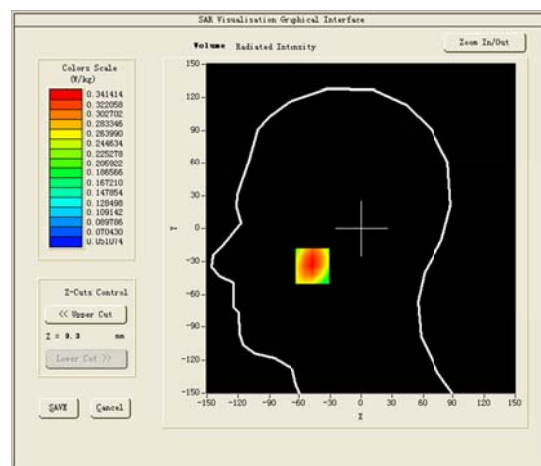 SAR Visualisation Graphical Interface
Volume Radiated Intensity
Zoom In/Out
Colors Scale
(W/kg)
0.341414
0.322058
0.302702
0.283346
0.263990
0.244634
0.225278
0.205922
0.186566
0.167210
0.147854
0.128498
0.109142
0.089786
0.070430
0.051074
150
120
90
60
30
0
-30
-60
-90
-120
-150
Y
-150 -120 -90 -60 -30 0 30 60 90 120 150
X
Z-Cuts Control
<< Upper Cut
Z = mm
Lower Cut >>
SAVE
Cancel